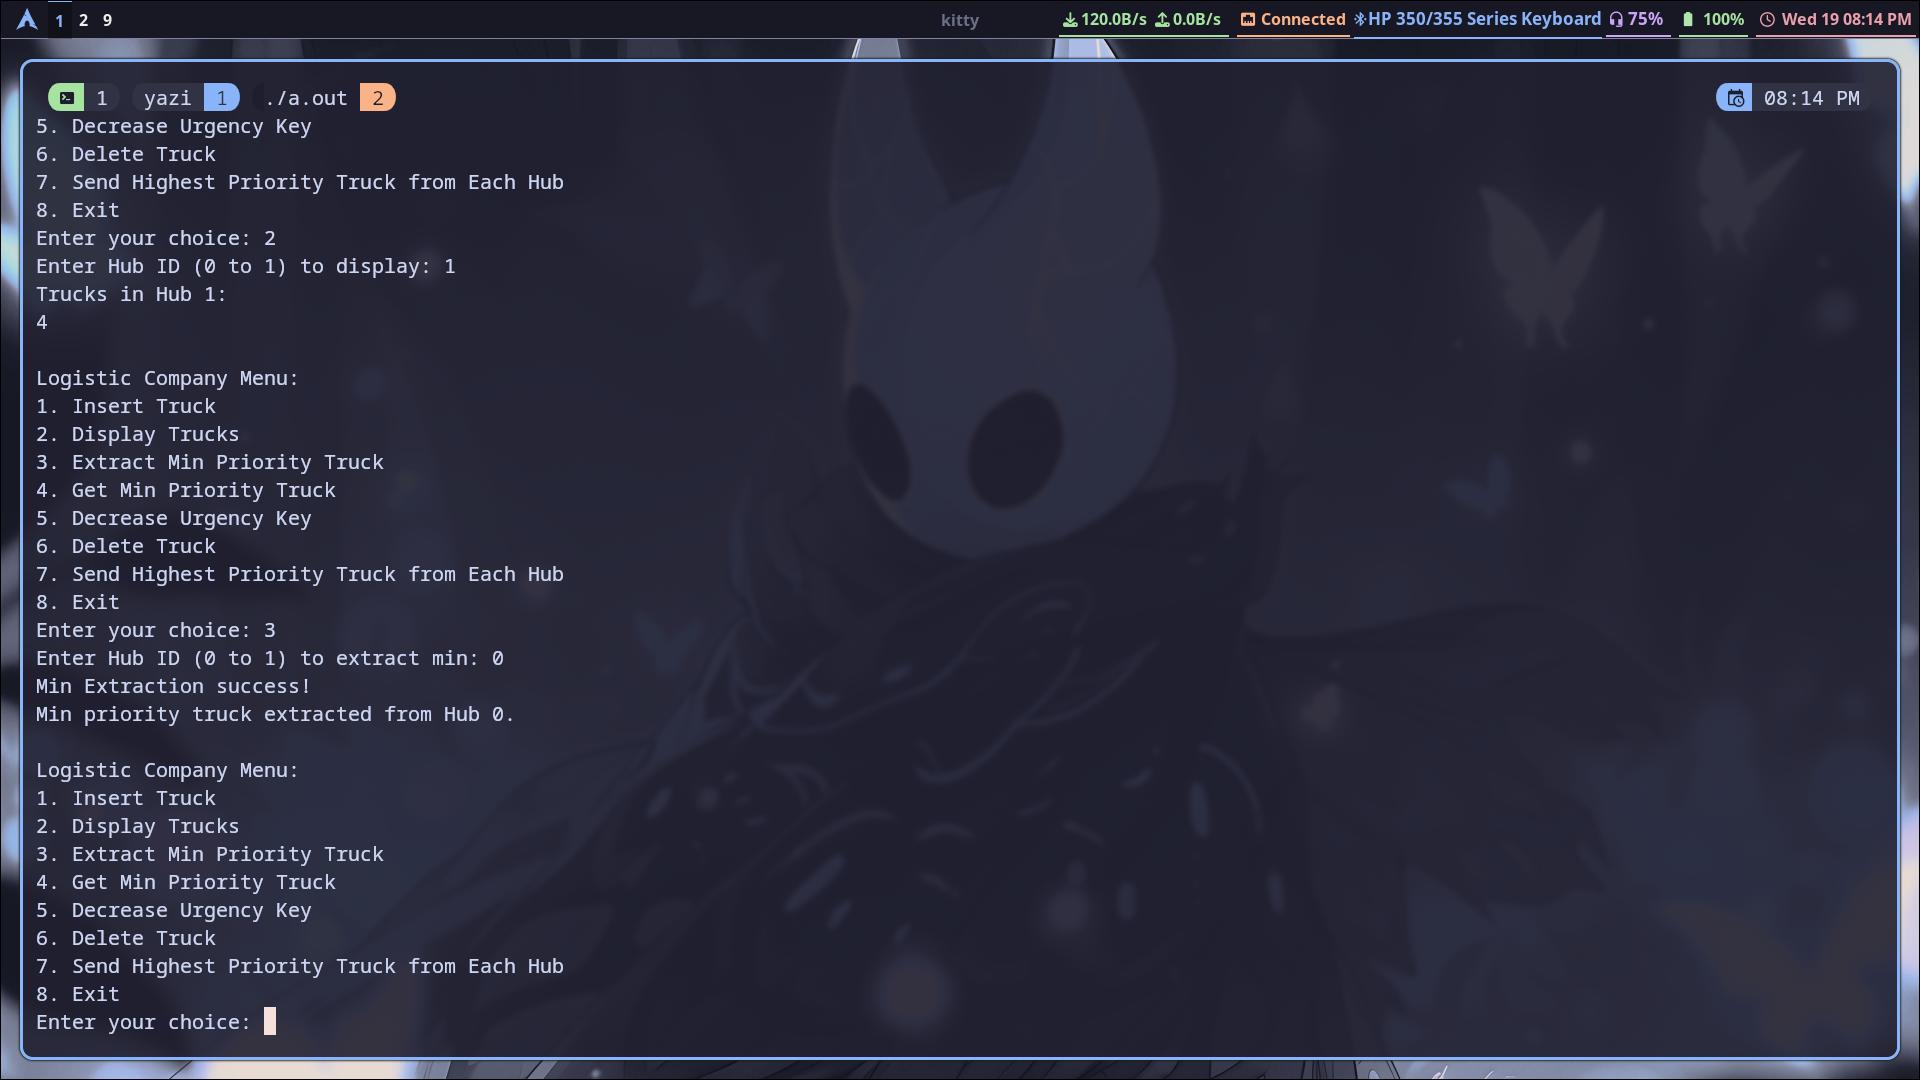 1 2 9 kitty 120.0B/s 0.0B/s Connected HP 350/355 Series Keyboard 75% 100% Wed 19 08:14 PM
1 yazi 1 ./a.out 2 08:14 PM
5. Decrease Urgency Key
6. Delete Truck
7. Send Highest Priority Truck from Each Hub
8. Exit
Enter your choice: 2
Enter Hub ID (0 to 1) to display: 1
Trucks in Hub 1:
4
Logistic Company Menu:
1. Insert Truck
2. Display Trucks
3. Extract Min Priority Truck
4. Get Min Priority Truck
5. Decrease Urgency Key
6. Delete Truck
7. Send Highest Priority Truck from Each Hub
8. Exit
Enter your choice: 3
Enter Hub ID (0 to 1) to extract min: 0
Min Extraction success!
Min priority truck extracted from Hub 0.
Logistic Company Menu:
1. Insert Truck
2. Display Trucks
3. Extract Min Priority Truck
4. Get Min Priority Truck
5. Decrease Urgency Key
6. Delete Truck
7. Send Highest Priority Truck from Each Hub
8. Exit
Enter your choice: